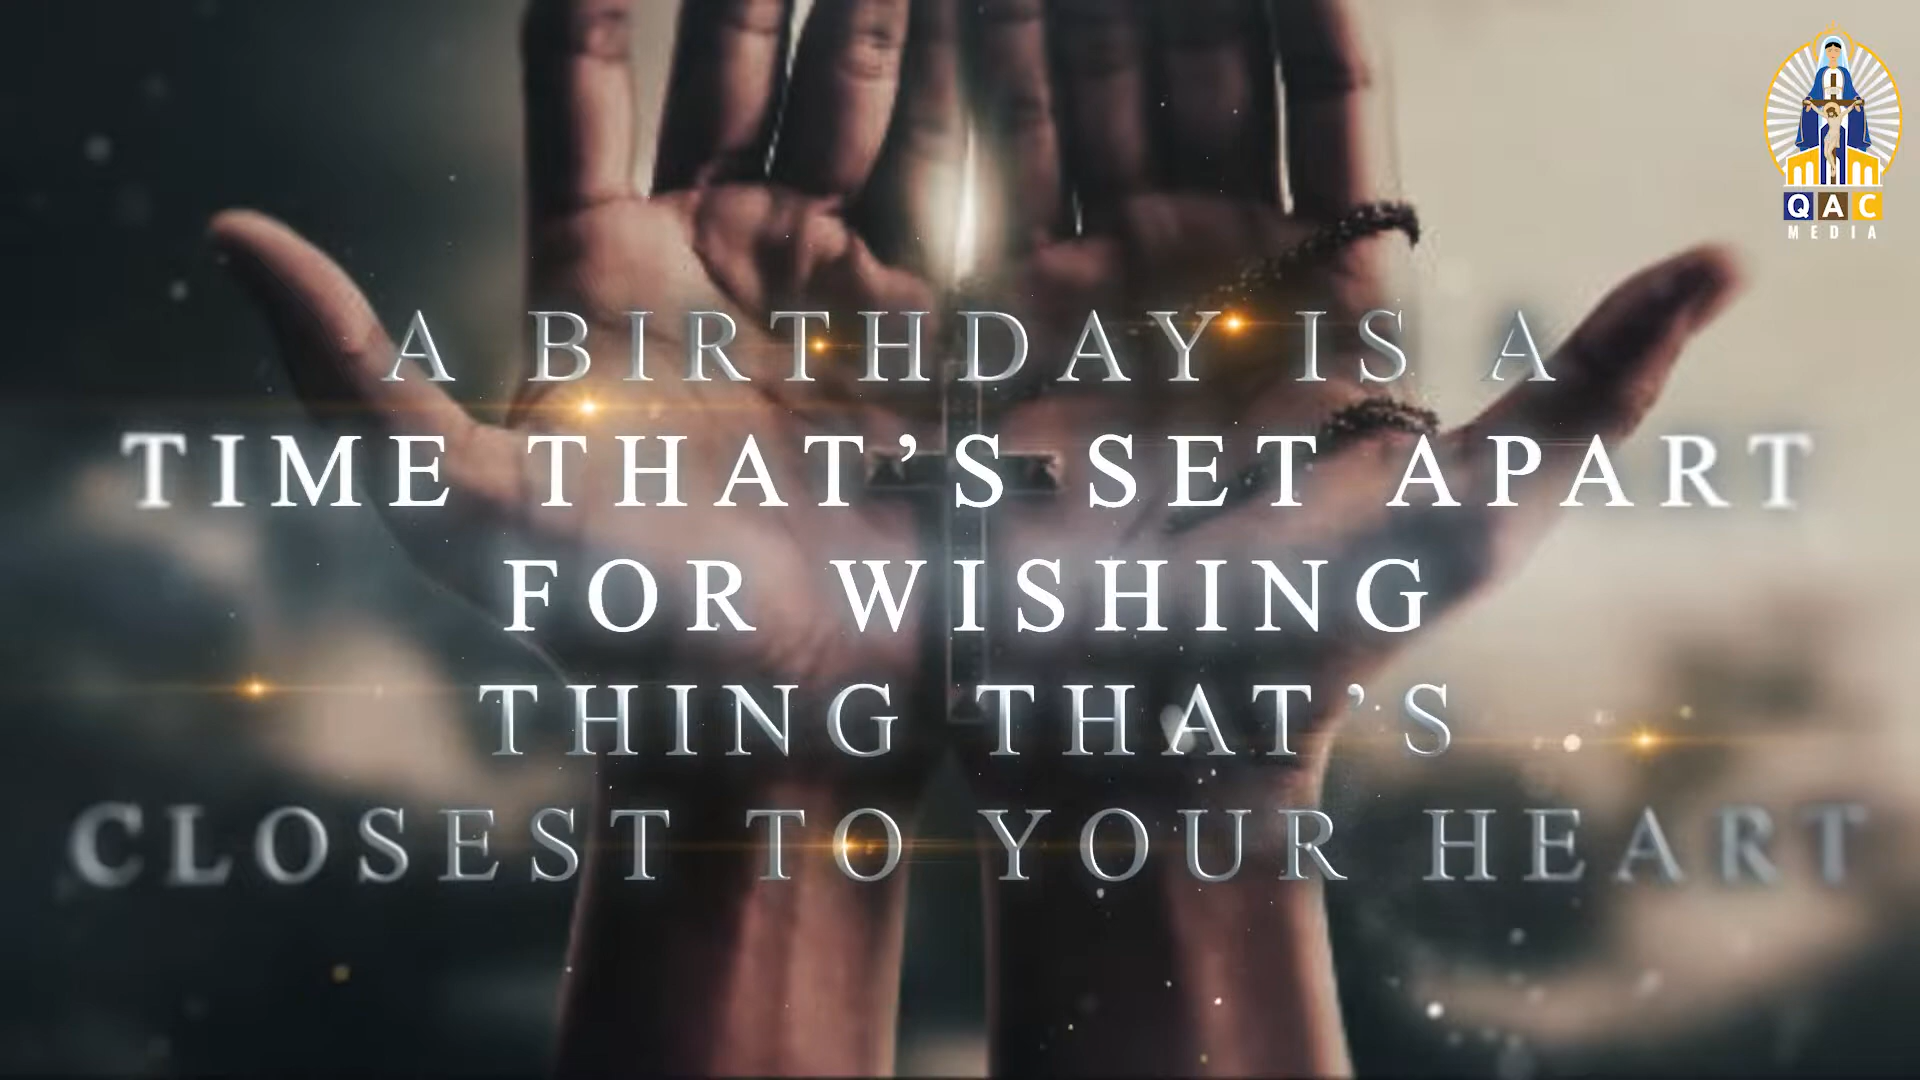 QAC
MEDIA
A BIRTHDAY IS A
TIME THAT’S SET APART
FOR WISHING
THING THAT’S
CLOSEST TO YOUR HEART